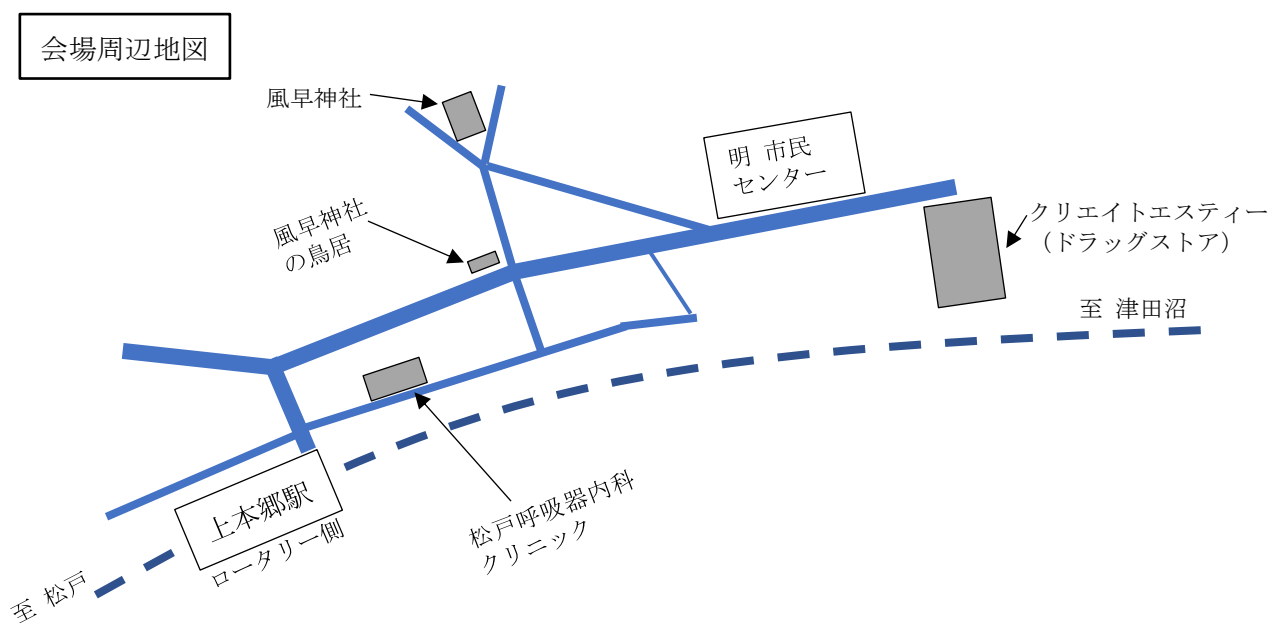 会場周辺地図
風早神社
明 市民
センター
風早神社
の鳥居
クリエイトエスティー
（ドラッグストア）
至 津田沼
上本郷駅
ロータリー側
松戸呼吸器内科
クリニック
至 松戸